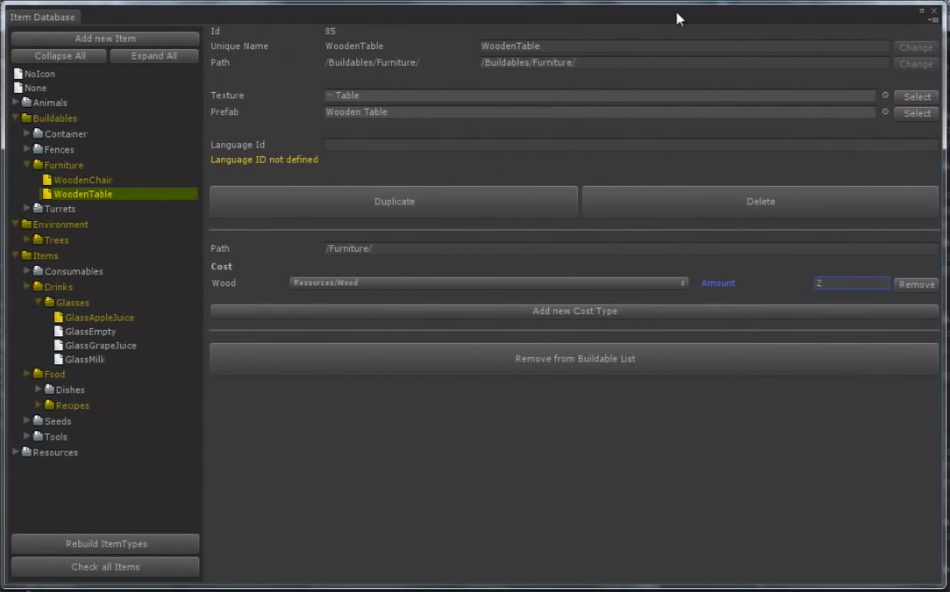 Item Database
Add new Item
Collapse All Expand All
NoIcon
None
Animals
Buildables
Container
Fences
Furniture
WoodenChair
WoodenTable
Turrets
Environment
Trees
Items
Consumables
Drinks
Glasses
GlassAppleJuice
GlassEmpty
GlassGrapeJuice
GlassMilk
Food
Dishes
Recipes
Seeds
Tools
Resources
Rebuild ItemTypes
Check all Items
Id 85
Unique Name WoodenTable WoodenTable Change
Path /Buildables/Furniture/ /Buildables/Furniture/ Change
Texture Table Select
Prefab Wooden Table Select
Language Id
Language ID not defined
Duplicate Delete
Path /Furniture/
Cost
Wood Resources/Wood Amount 2 Remove
Add new Cost Type
Remove from Buildable List